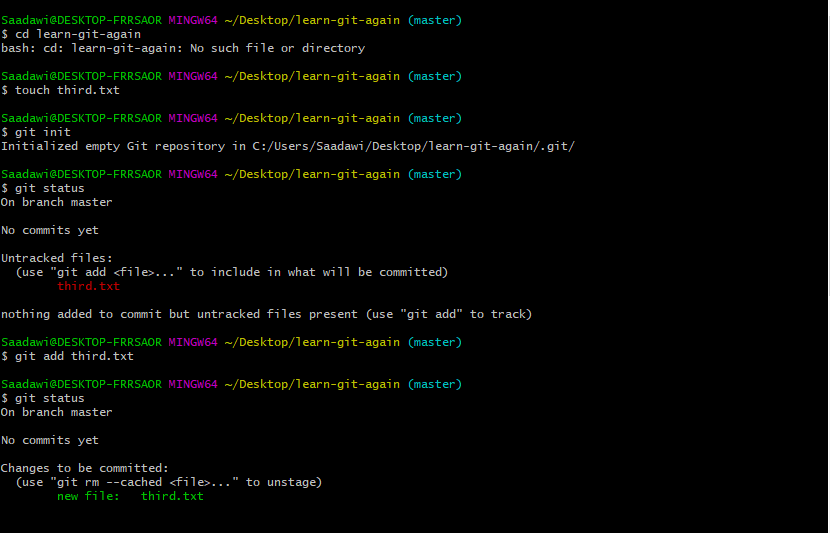 Saadawi@DESKTOP-FRRSAOR MINGW64 ~/Desktop/learn-git-again (master)
$ cd learn-git-again
bash: cd: learn-git-again: No such file or directory
Saadawi@DESKTOP-FRRSAOR MINGW64 ~/Desktop/learn-git-again (master)
$ touch third.txt
Saadawi@DESKTOP-FRRSAOR MINGW64 ~/Desktop/learn-git-again (master)
$ git init
Initialized empty Git repository in C:/Users/Saadawi/Desktop/learn-git-again/.git/
Saadawi@DESKTOP-FRRSAOR MINGW64 ~/Desktop/learn-git-again (master)
$ git status
On branch master
No commits yet
Untracked files:
  (use "git add <file>..." to include in what will be committed)
        third.txt
nothing added to commit but untracked files present (use "git add" to track)
Saadawi@DESKTOP-FRRSAOR MINGW64 ~/Desktop/learn-git-again (master)
$ git add third.txt
Saadawi@DESKTOP-FRRSAOR MINGW64 ~/Desktop/learn-git-again (master)
$ git status
On branch master
No commits yet
Changes to be committed:
  (use "git rm --cached <file>..." to unstage)
        new file:   third.txt